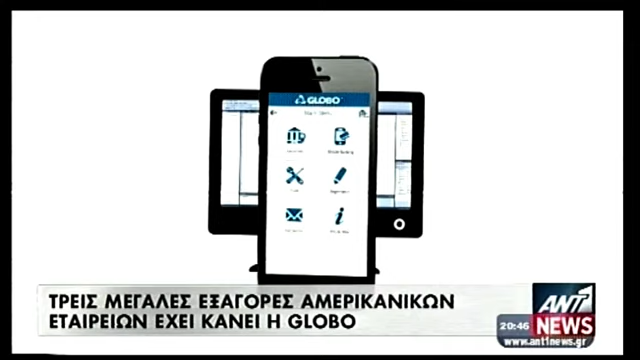 GLOBO
ΤΡΕΙΣ ΜΕΓΑΛΕΣ ΕΞΑΓΟΡΕΣ ΑΜΕΡΙΚΑΝΙΚΩΝ
ΕΤΑΙΡΕΙΩΝ ΕΧΕΙ ΚΑΝΕΙ Η GLOBO
ANT1
20:46 NEWS
www.ant1news.gr